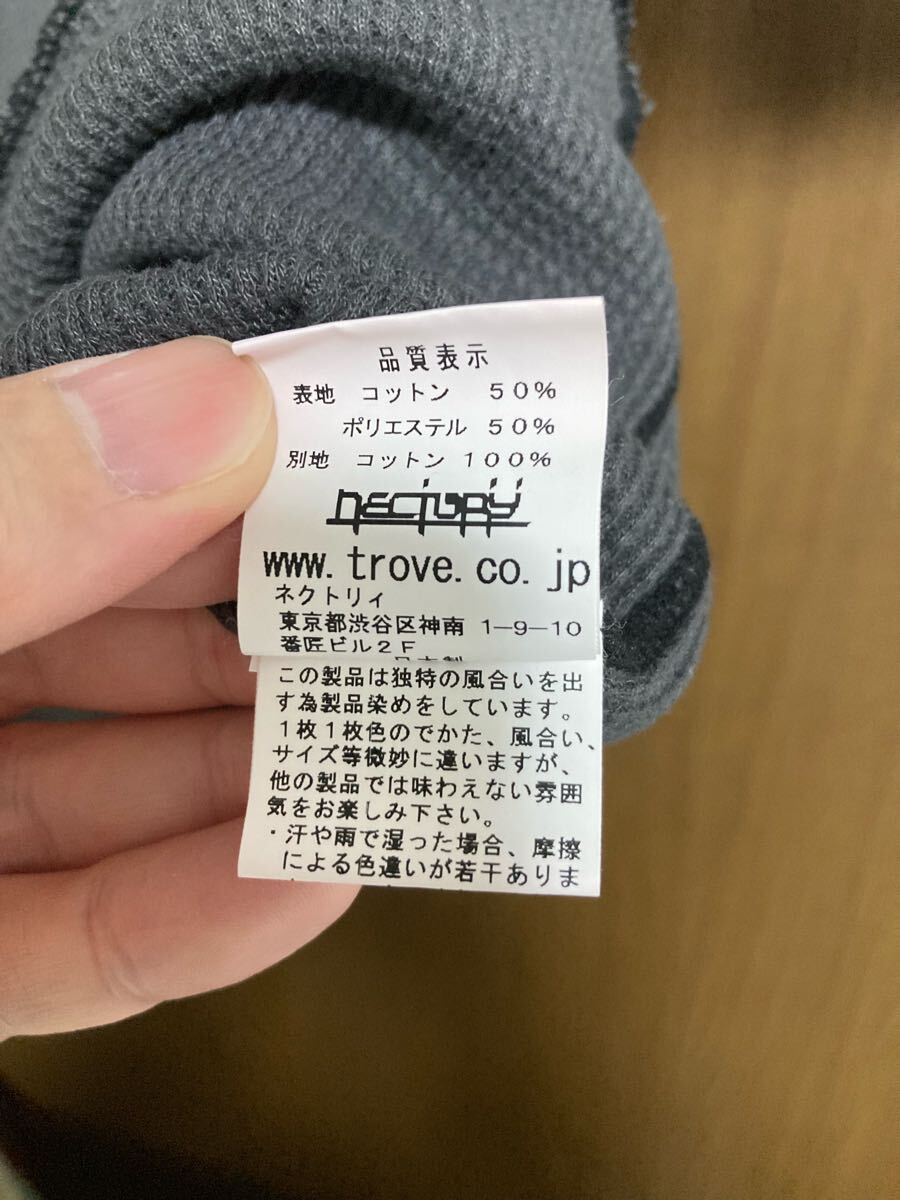 品質表示
表地 コットン 50%
ポリエステル 50%
別地 コットン 100%
www.trove.co.jp
ネクトリィ
東京都渋谷区神南 1-9-10
番匠ビル2F
この製品は独特の風合いを出
す為製品染めをしています。
1枚1枚色のでかた、風合い、
サイズ等微妙に違いますが、
他の製品では味わえない雰囲
気をお楽しみ下さい。
・汗や雨で湿った場合、摩擦
による色違いが若干ありま